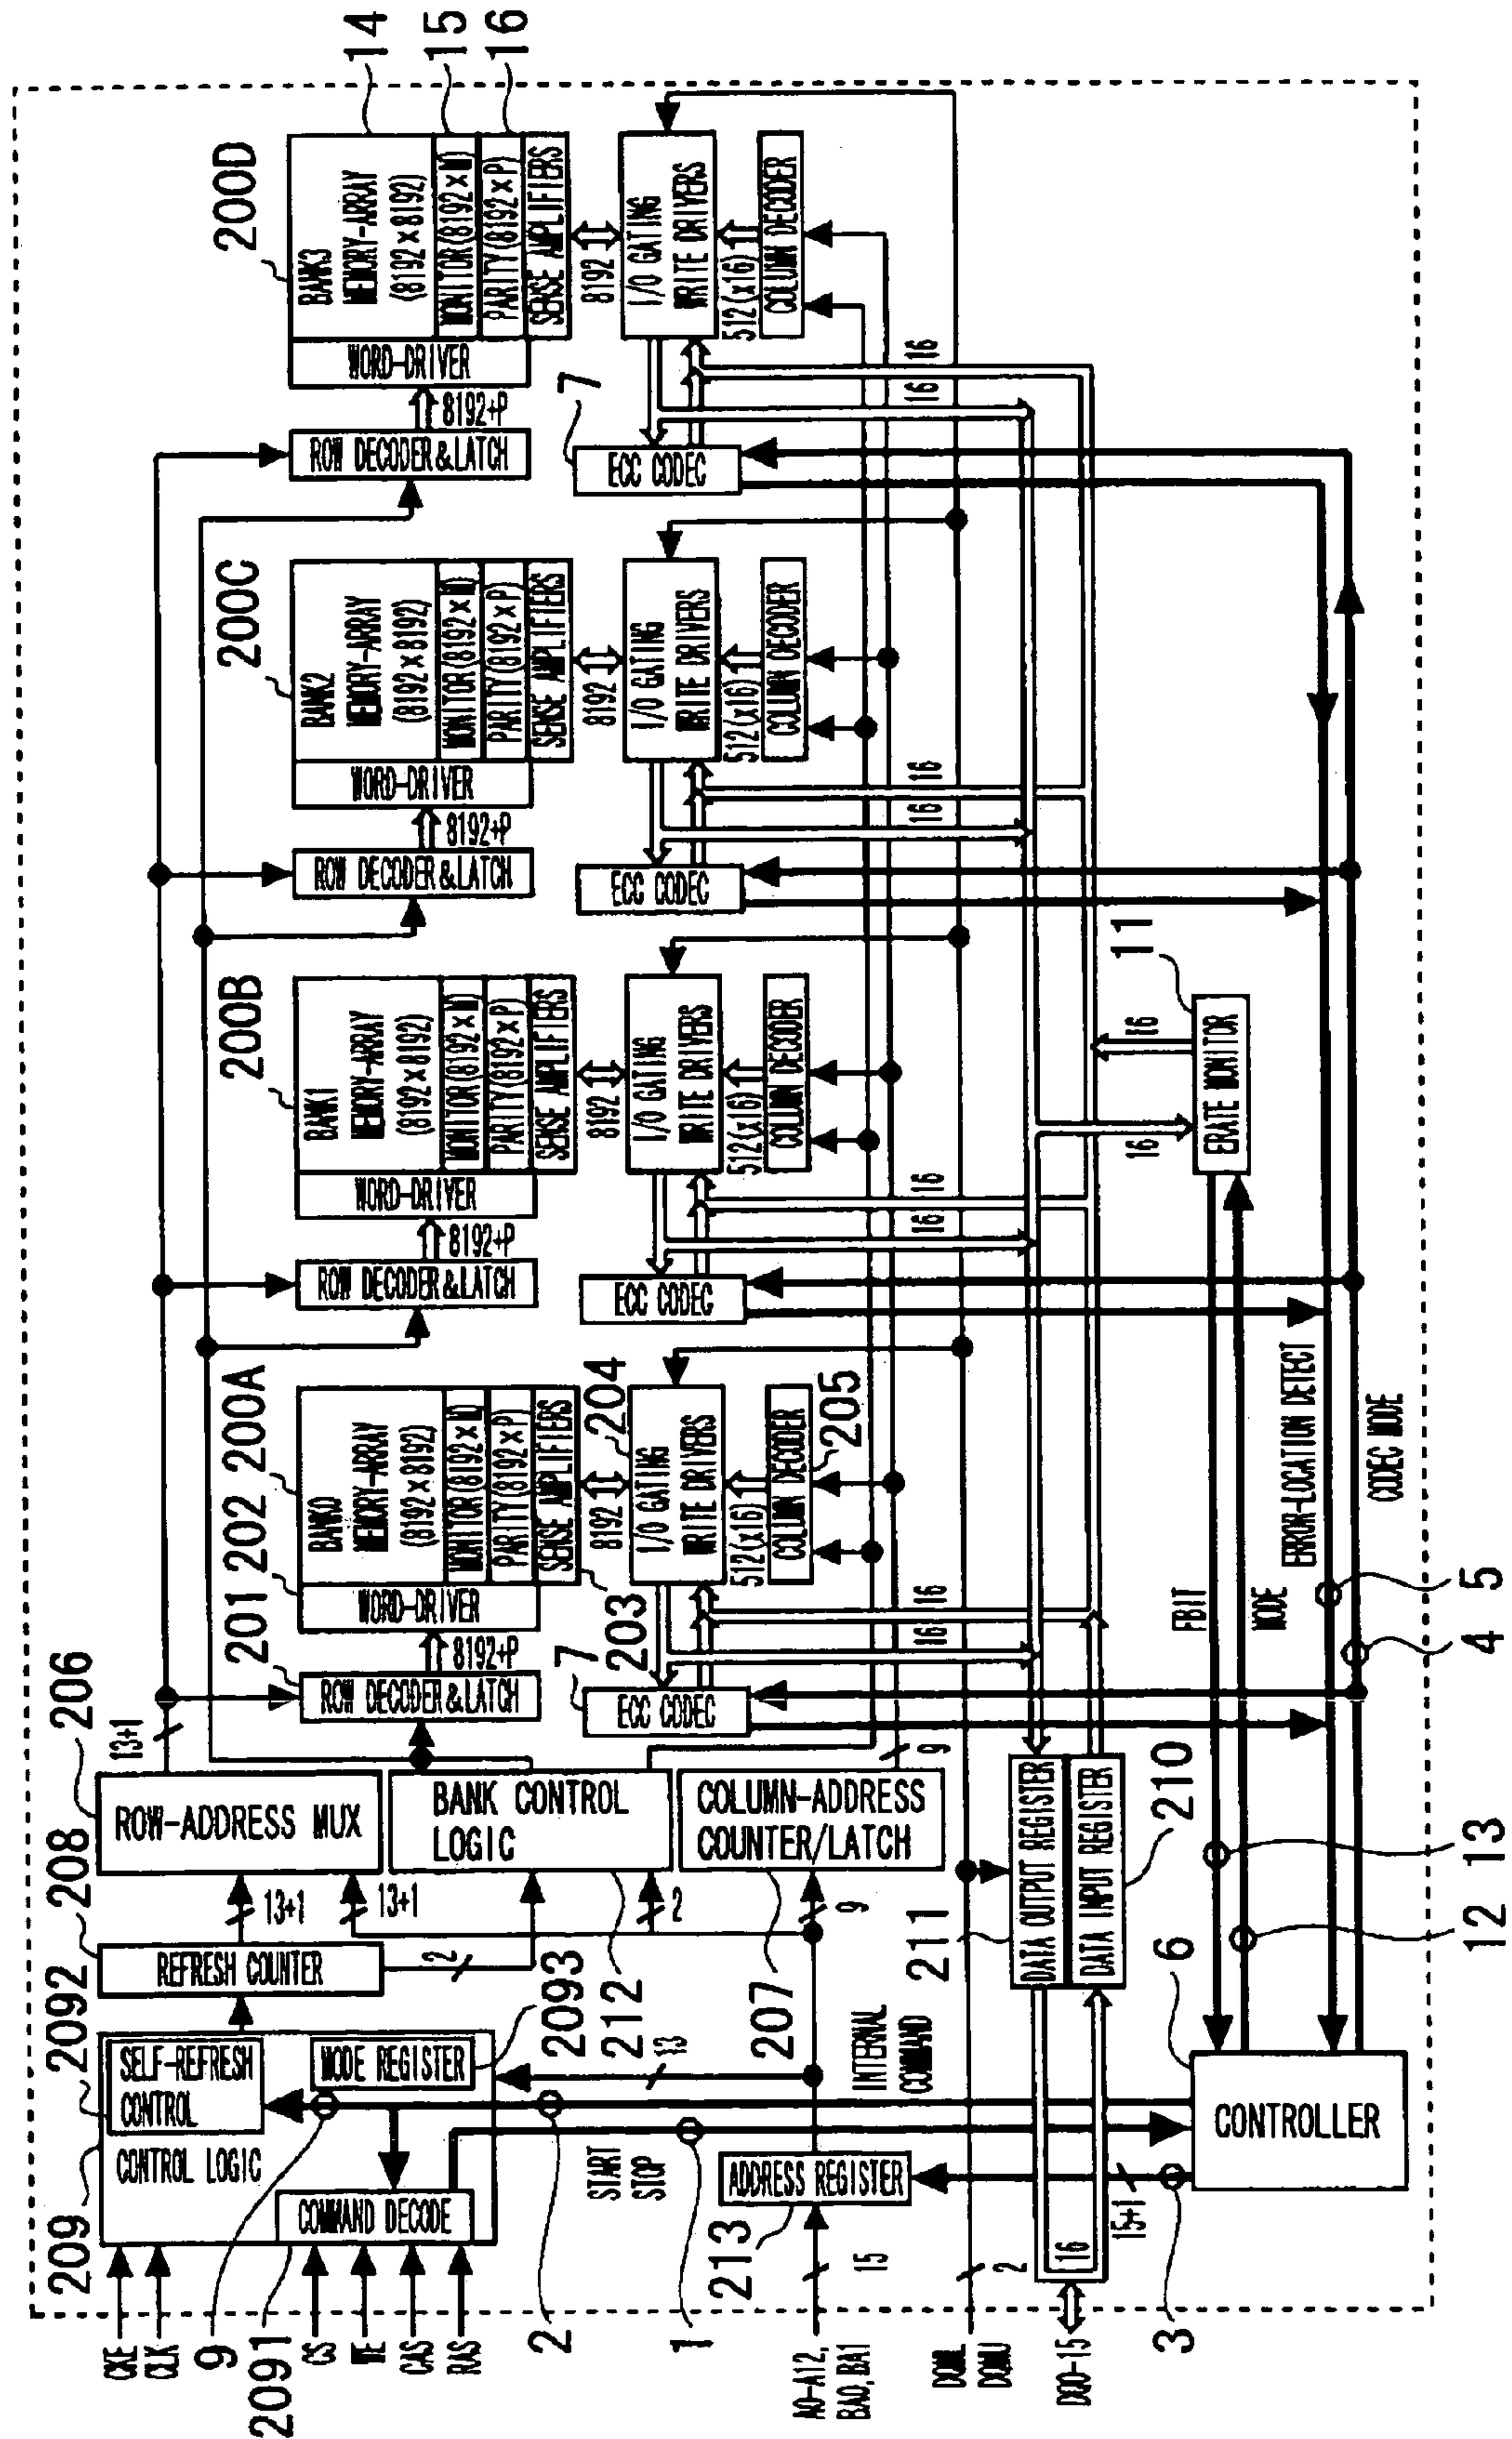 14
15
16
200D
BANK3
MEMORY-ARRAY
(8192×8192)
MONITOR(8192×M)
PARITY(8192×P)
SENSE AMPLIFIERS
WORD-DRIVER
8192+P
ROW DECODER&LATCH
8192
I/O GATING
WRITE DRIVERS
512(x16)
COLUMN DECODER
7
ECC CODEC
16
16
200C
BANK2
MEMORY-ARRAY
(8192×8192)
MONITOR(8192×M)
PARITY(8192×P)
SENSE AMPLIFIERS
WORD-DRIVER
8192+P
ROW DECODER&LATCH
8192
I/O GATING
WRITE DRIVERS
512(x16)
COLUMN DECODER
ECC CODEC
16
16
200B
BANK1
MEMORY-ARRAY
(8192×8192)
MONITOR(8192×M)
PARITY(8192×P)
SENSE AMPLIFIERS
WORD-DRIVER
8192+P
ROW DECODER&LATCH
8192
I/O GATING
WRITE DRIVERS
512(x16)
COLUMN DECODER
ECC CODEC
16
16
11
ERATE MONITOR
16
16
201 202 200A
BANK0
MEMORY-ARRAY
(8192×8192)
MONITOR(8192×M)
PARITY(8192×P)
SENSE AMPLIFIERS
WORD-DRIVER
8192+P
ROW DECODER&LATCH
203
8192
204
I/O GATING
WRITE DRIVERS
512(x16)
COLUMN DECODER
205
7
ECC CODEC
16
16
FBIT
MODE
ERROR-LOCATION DETECT
CODEC MODE
5
4
206
13+1
ROW-ADDRESS MUX
BANK CONTROL
LOGIC
COLUMN-ADDRESS
COUNTER/LATCH
9
208
13+1
13+1
2
9
REFRESH COUNTER
2
212
207
211
DATA OUTPUT REGISTER
DATA INPUT REGISTER
210
13
12
2092
209
SELF-REFRESH
CONTROL
CONTROL LOGIC
MODE REGISTER
2093
13
COMMAND DECODE
2091
9
2
1
START
STOP
INTERNAL
COMMAND
ADDRESS REGISTER
213
15
15+1
3
6
CONTROLLER
2
16
CKE
CLK
CS
WE
CAS
RAS
A0-A12,
BA0,BA1
DQML
DQMU
DQ0-15